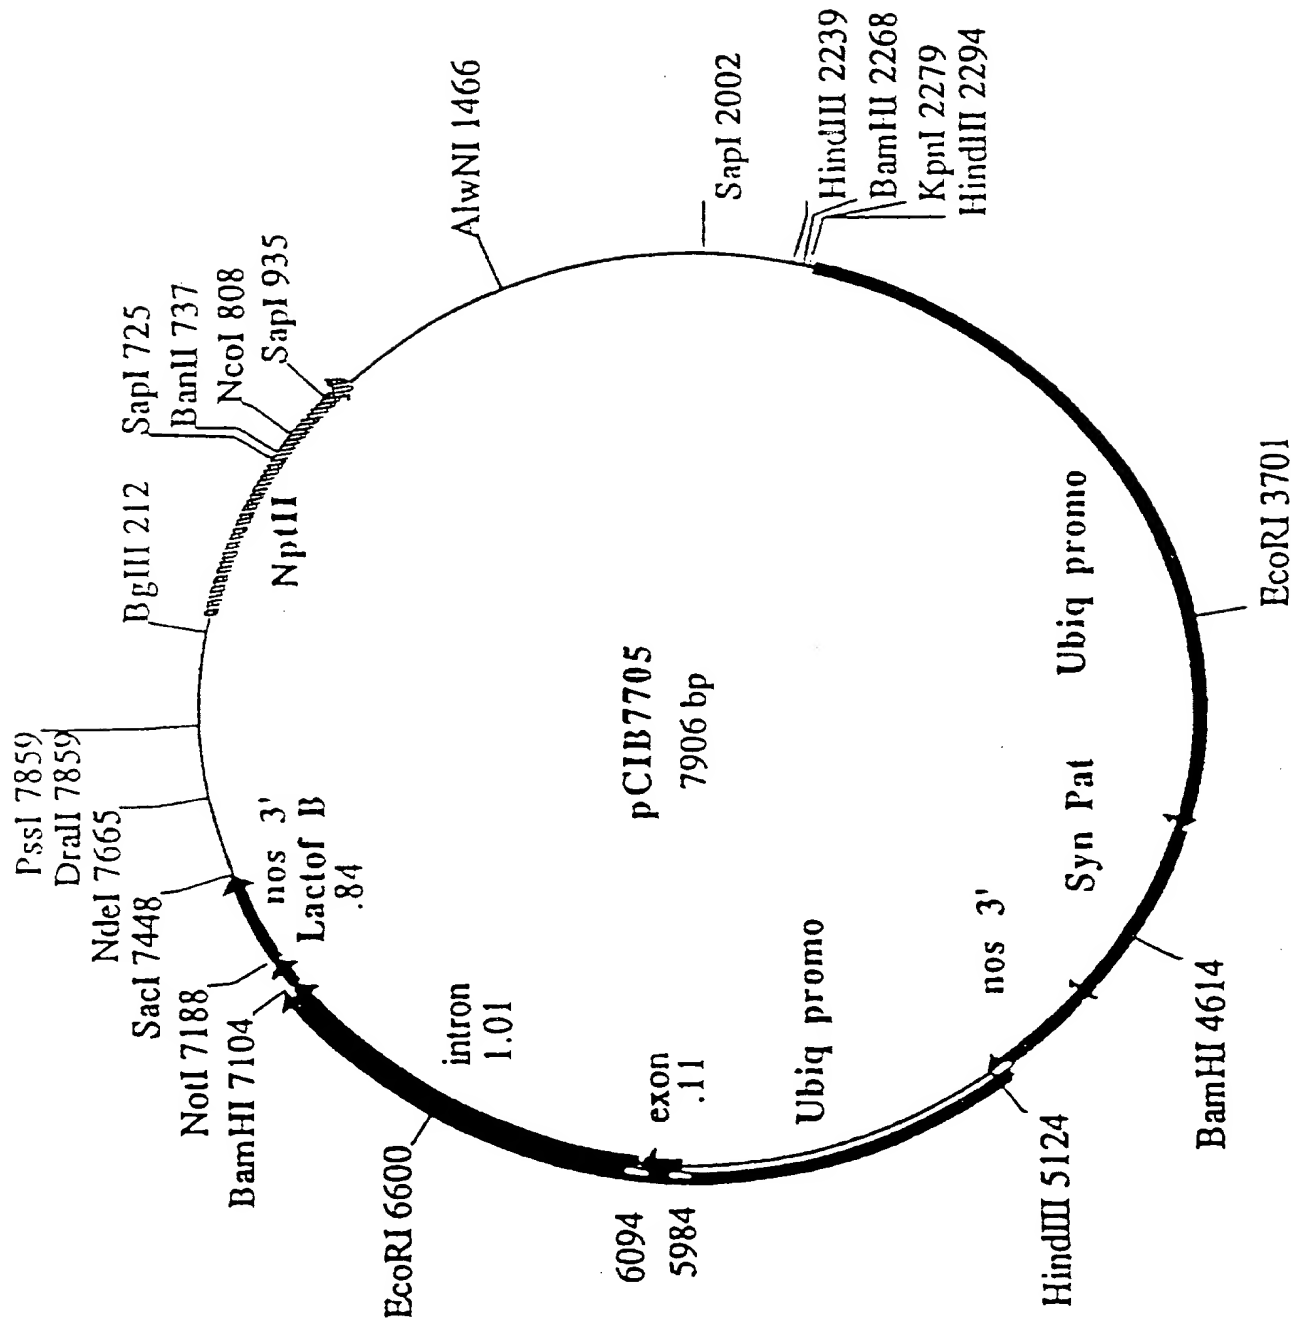 PssI 7859
DraII 7859
NdeI 7665
SacI 7448
NotI 7188
BamHI 7104
EcoRI 6600
6094
5984
HindIII 5124
BamHI 4614
EcoRI 3701
HindIII 2294
KpnI 2279
BamHI 2268
HindIII 2239
SapI 2002
AlwNI 1466
SapI 935
NcoI 808
BanII 737
SapI 725
BglII 212
NptII
nos 3'
Lactof B
.84
intron
1.01
exon
.11
Ubiq promo
nos 3'
Syn Pat
Ubiq promo
pCIB7705
7906 bp